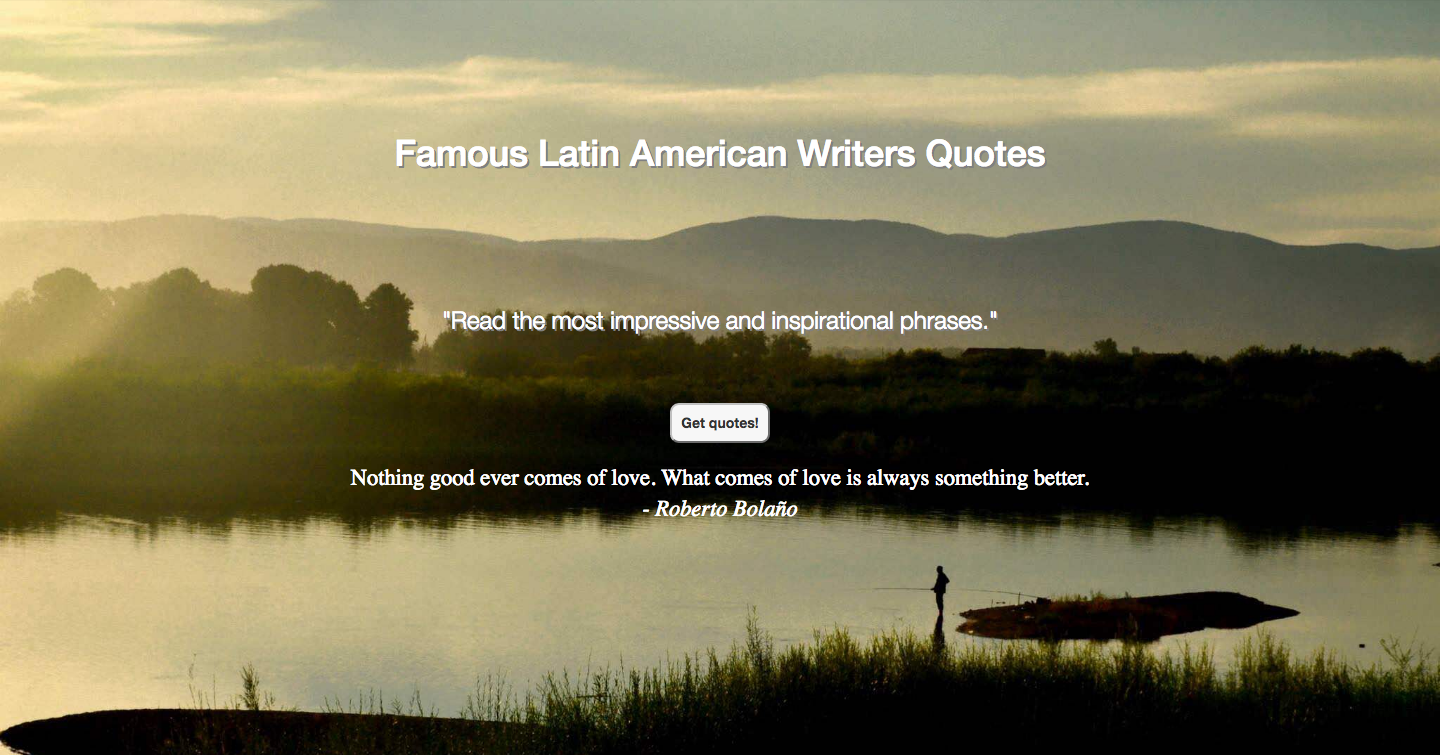 Famous Latin American Writers Quotes
"Read the most impressive and inspirational phrases."
Get quotes!
Nothing good ever comes of love. What comes of love is always something better.
- Roberto Bolaño